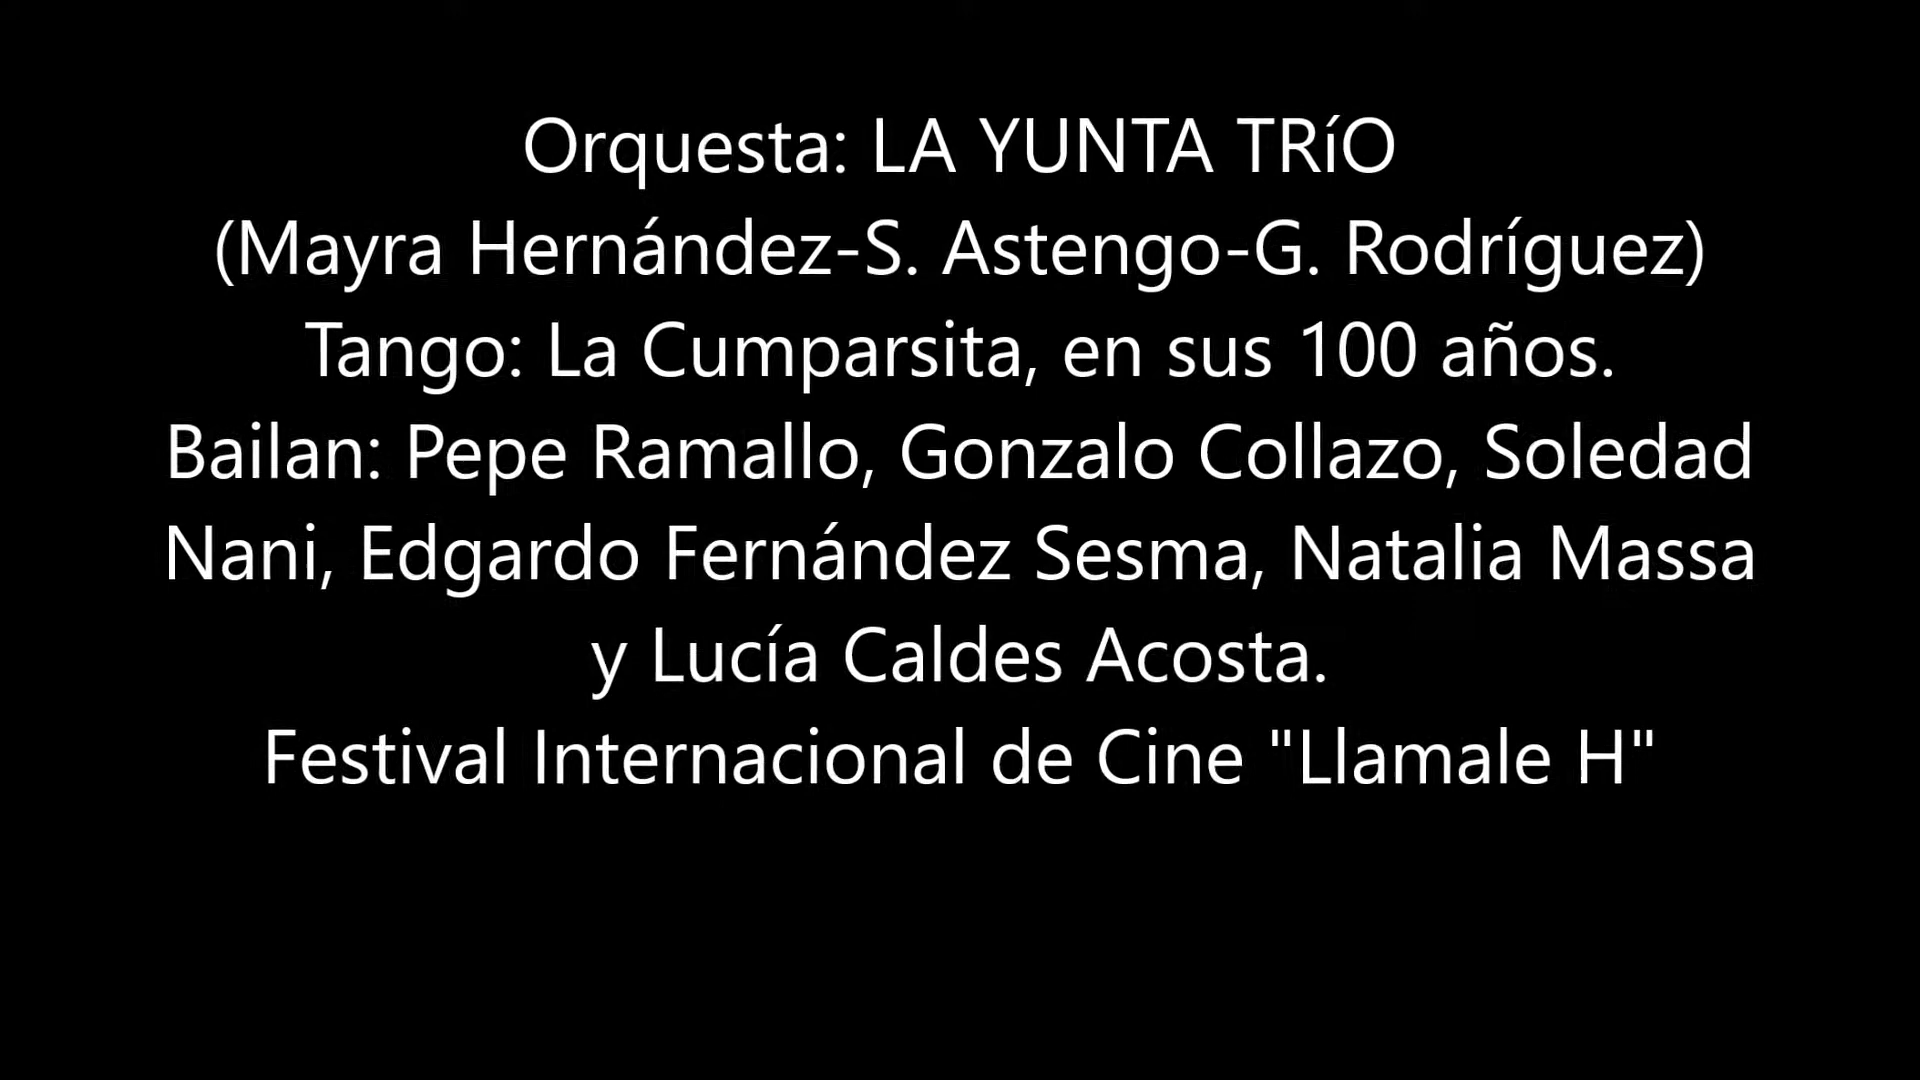 Orquesta: LA YUNTA TRíO
(Mayra Hernández-S. Astengo-G. Rodríguez)
Tango: La Cumparsita, en sus 100 años.
Bailan: Pepe Ramallo, Gonzalo Collazo, Soledad
Nani, Edgardo Fernández Sesma, Natalia Massa
y Lucía Caldes Acosta.
Festival Internacional de Cine "Llamale H"